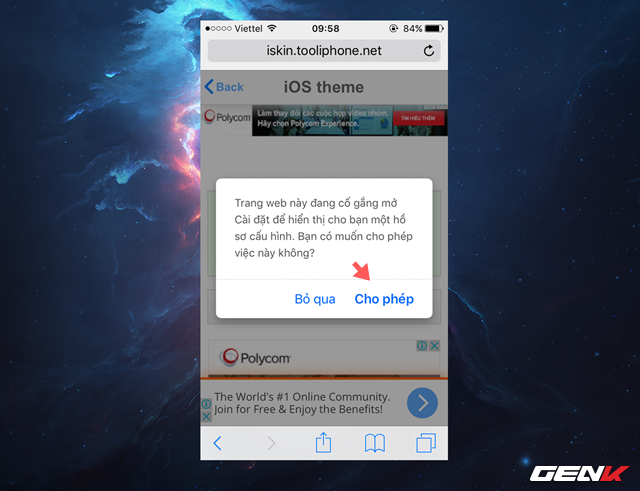 Viettel 09:58 84%
iskin.tooliphone.net
Back iOS theme
Polycom
Làm thay đổi các cuộc họp video nhóm.
Hãy chọn Polycom Experience.
TÌM HIỂU THÊM
Trang web này đang cố gắng mở
Cài đặt để hiển thị cho bạn một hồ
sơ cấu hình. Bạn có muốn cho phép
việc này không?
Bỏ qua Cho phép
Polycom
The World's #1 Online Community.
Join for Free & Enjoy the Benefits!
GENK